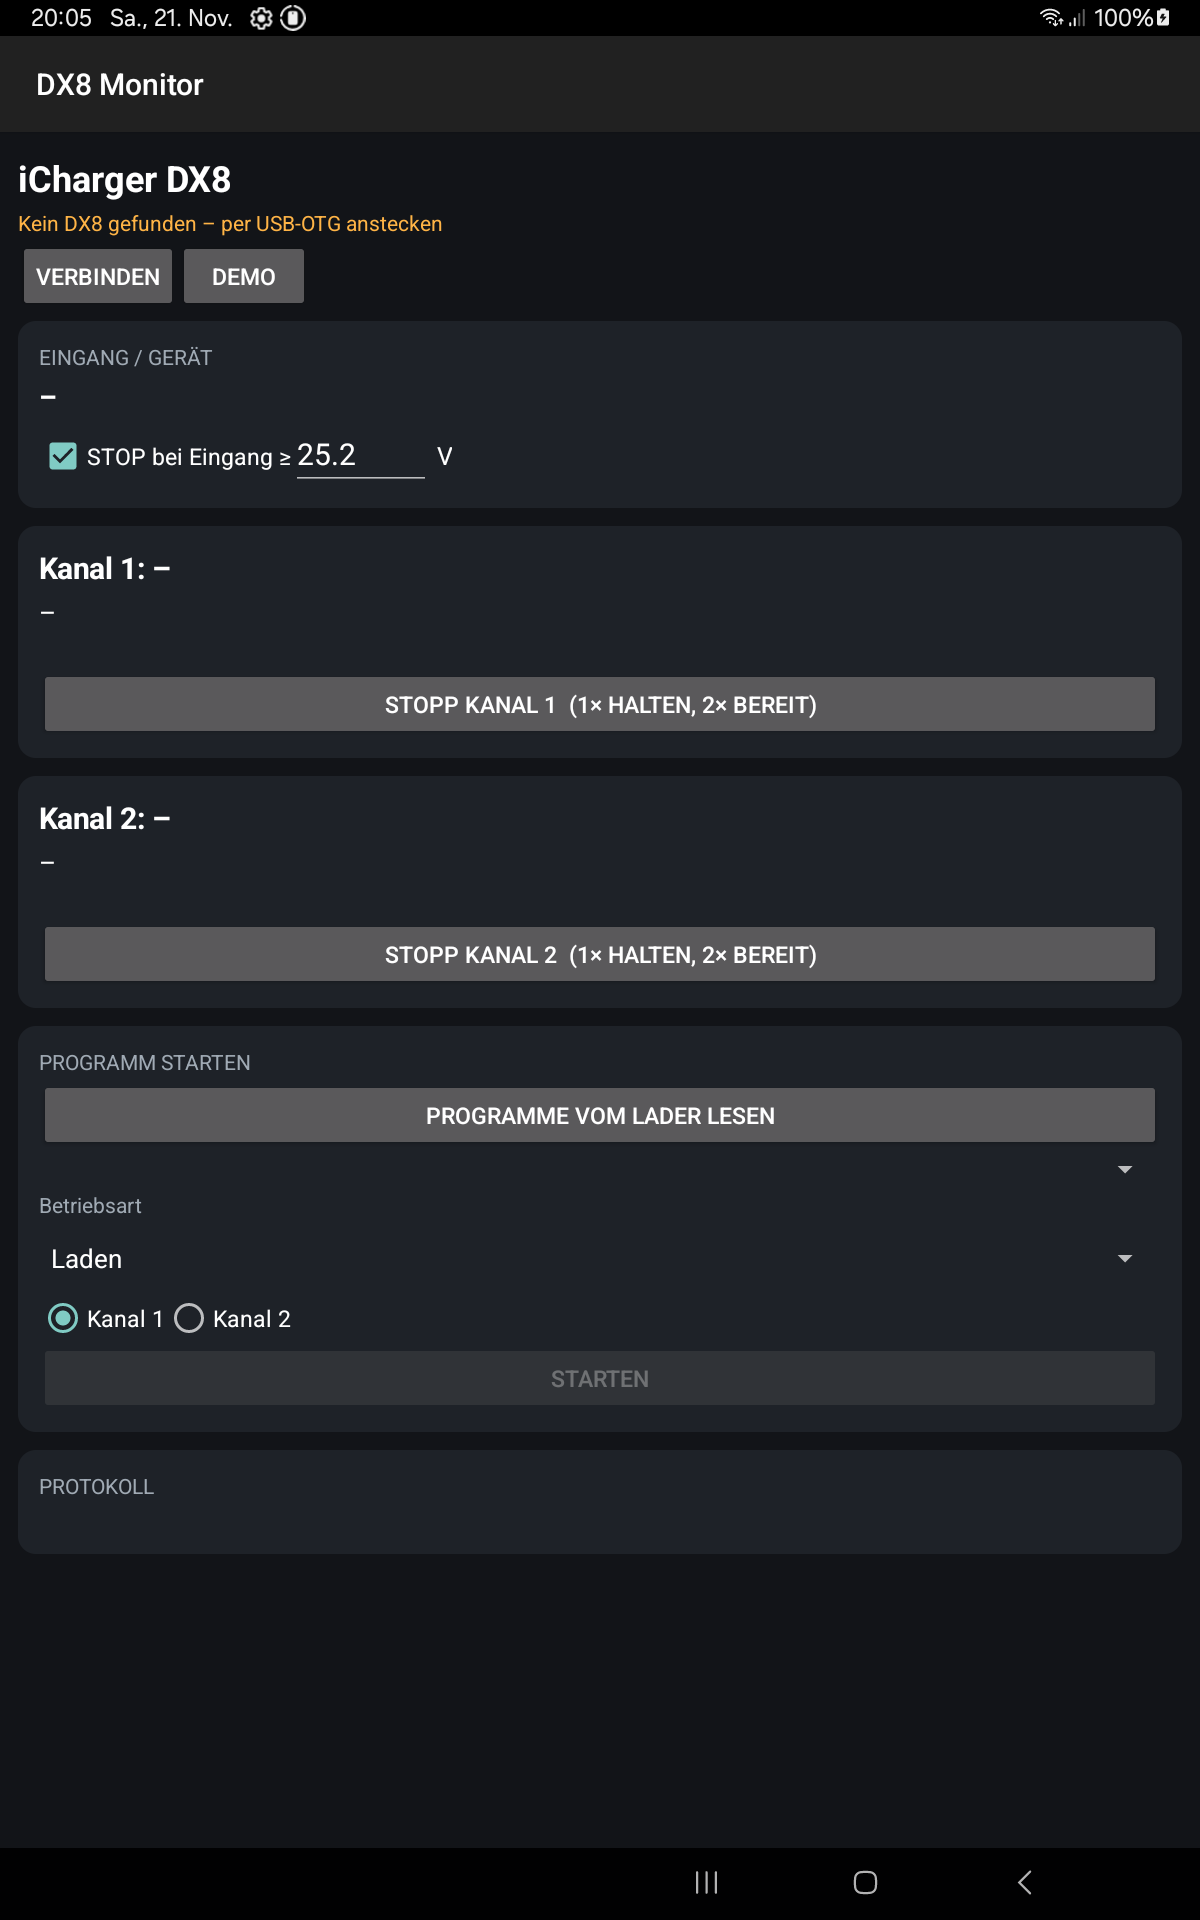 20:05 Sa., 21. Nov. 100%
DX8 Monitor
iCharger DX8
Kein DX8 gefunden – per USB-OTG anstecken
VERBINDEN DEMO
EINGANG / GERÄT
–
STOP bei Eingang ≥ 25.2 V
Kanal 1: –
–
STOPP KANAL 1 (1× HALTEN, 2× BEREIT)
Kanal 2: –
–
STOPP KANAL 2 (1× HALTEN, 2× BEREIT)
PROGRAMM STARTEN
PROGRAMME VOM LADER LESEN
Betriebsart
Laden
Kanal 1 Kanal 2
STARTEN
PROTOKOLL